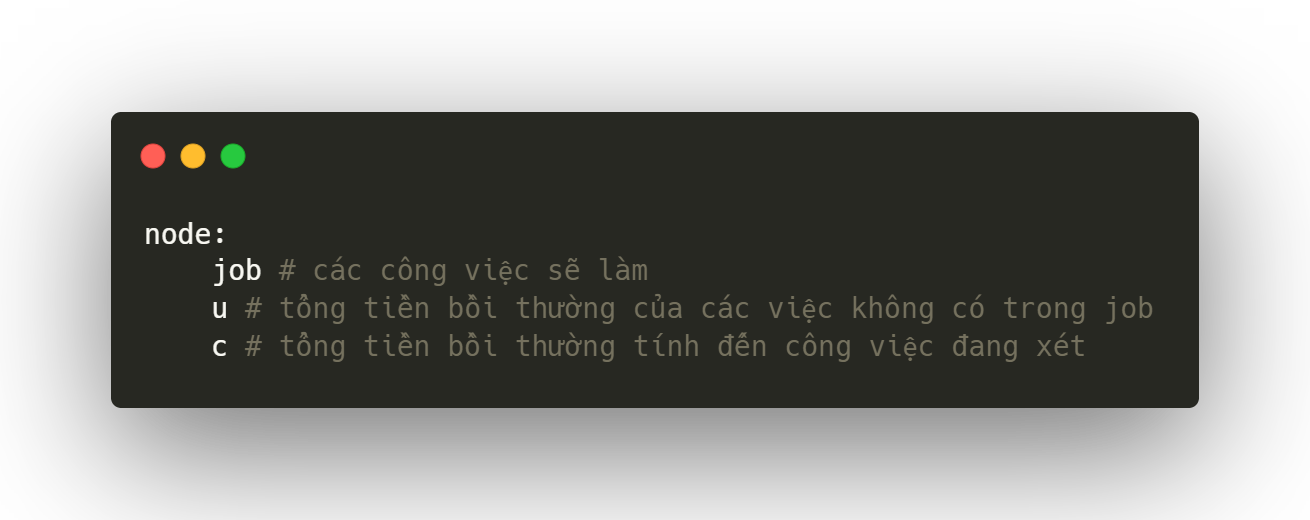 node:
    job # các công việc sẽ làm
    u # tổng tiền bồi thường của các việc không có trong job
    c # tổng tiền bồi thường tính đến công việc đang xét